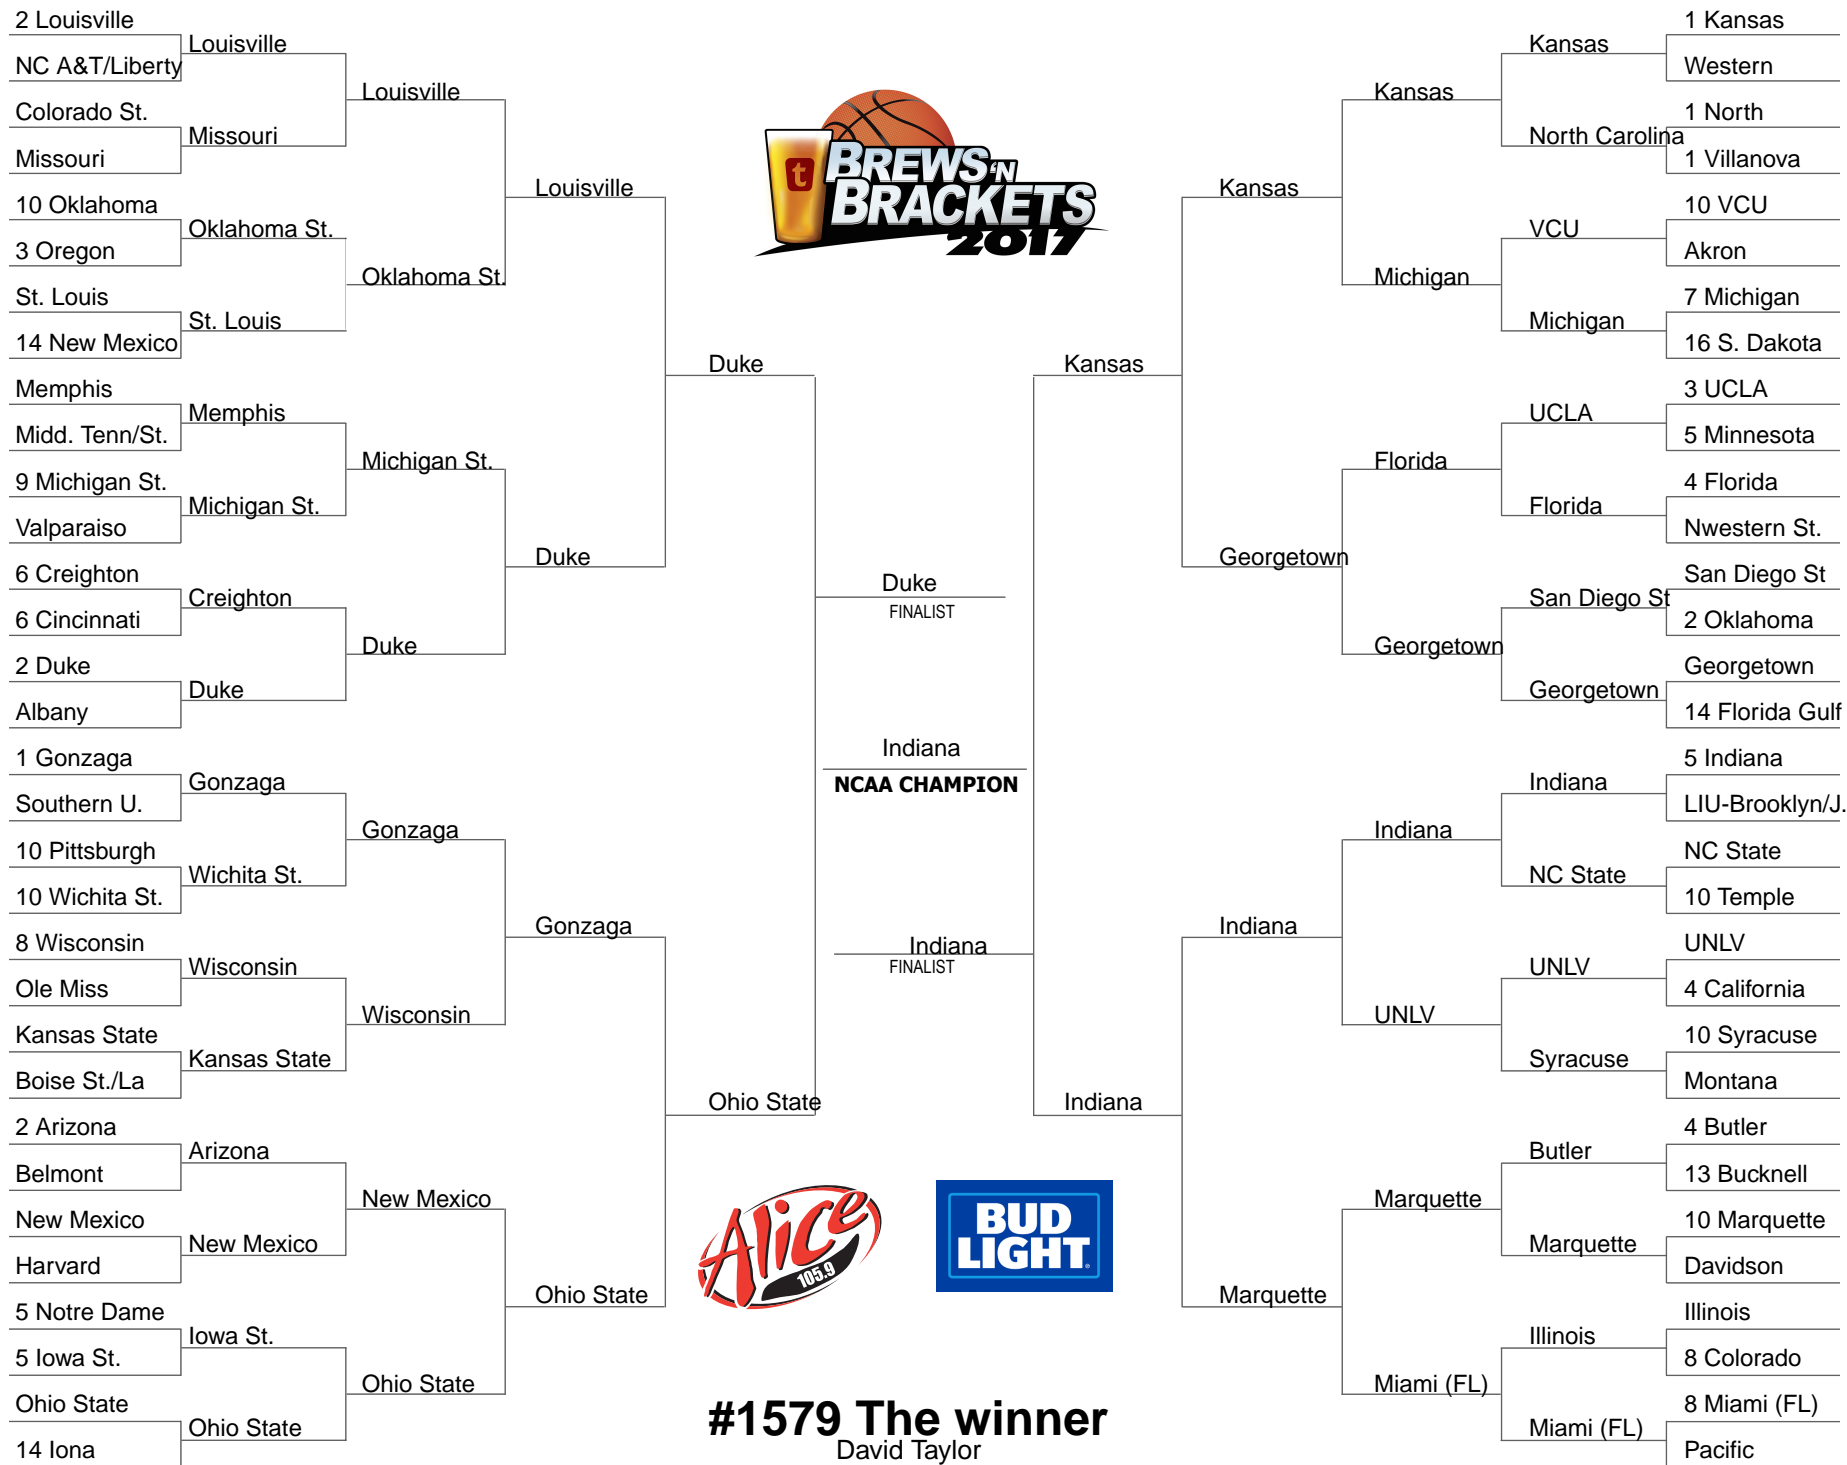 2 Louisville
NC A&T/Liberty
Colorado St.
Missouri
10 Oklahoma
3 Oregon
St. Louis
14 New Mexico
Memphis
Midd. Tenn/St.
9 Michigan St.
Valparaiso
6 Creighton
6 Cincinnati
2 Duke
Albany
1 Gonzaga
Southern U.
10 Pittsburgh
10 Wichita St.
8 Wisconsin
Ole Miss
Kansas State
Boise St./La
2 Arizona
Belmont
New Mexico
Harvard
5 Notre Dame
5 Iowa St.
Ohio State
14 Iona
Louisville
Missouri
Oklahoma St.
St. Louis
Memphis
Michigan St.
Creighton
Duke
Gonzaga
Wichita St.
Wisconsin
Kansas State
Arizona
New Mexico
Iowa St.
Ohio State
Louisville
Oklahoma St.
Michigan St.
Duke
Gonzaga
Wisconsin
New Mexico
Ohio State
Louisville
Duke
Gonzaga
Ohio State
Duke
Ohio State
t
BREWS 'N
BRACKETS
2017
Duke
FINALIST
Indiana
NCAA CHAMPION
Indiana
FINALIST
Alice
105.9
BUD
LIGHT
#1579 The winner
David Taylor
Kansas
Indiana
Kansas
Georgetown
Indiana
Marquette
Kansas
Michigan
Florida
Georgetown
Indiana
UNLV
Marquette
Miami (FL)
Kansas
North Carolina
VCU
Michigan
UCLA
Florida
San Diego St
Georgetown
Indiana
NC State
UNLV
Syracuse
Butler
Marquette
Illinois
Miami (FL)
1 Kansas
Western
1 North
1 Villanova
10 VCU
Akron
7 Michigan
16 S. Dakota
3 UCLA
5 Minnesota
4 Florida
Nwestern St.
San Diego St
2 Oklahoma
Georgetown
14 Florida Gulf
5 Indiana
LIU-Brooklyn/J.
NC State
10 Temple
UNLV
4 California
10 Syracuse
Montana
4 Butler
13 Bucknell
10 Marquette
Davidson
Illinois
8 Colorado
8 Miami (FL)
Pacific